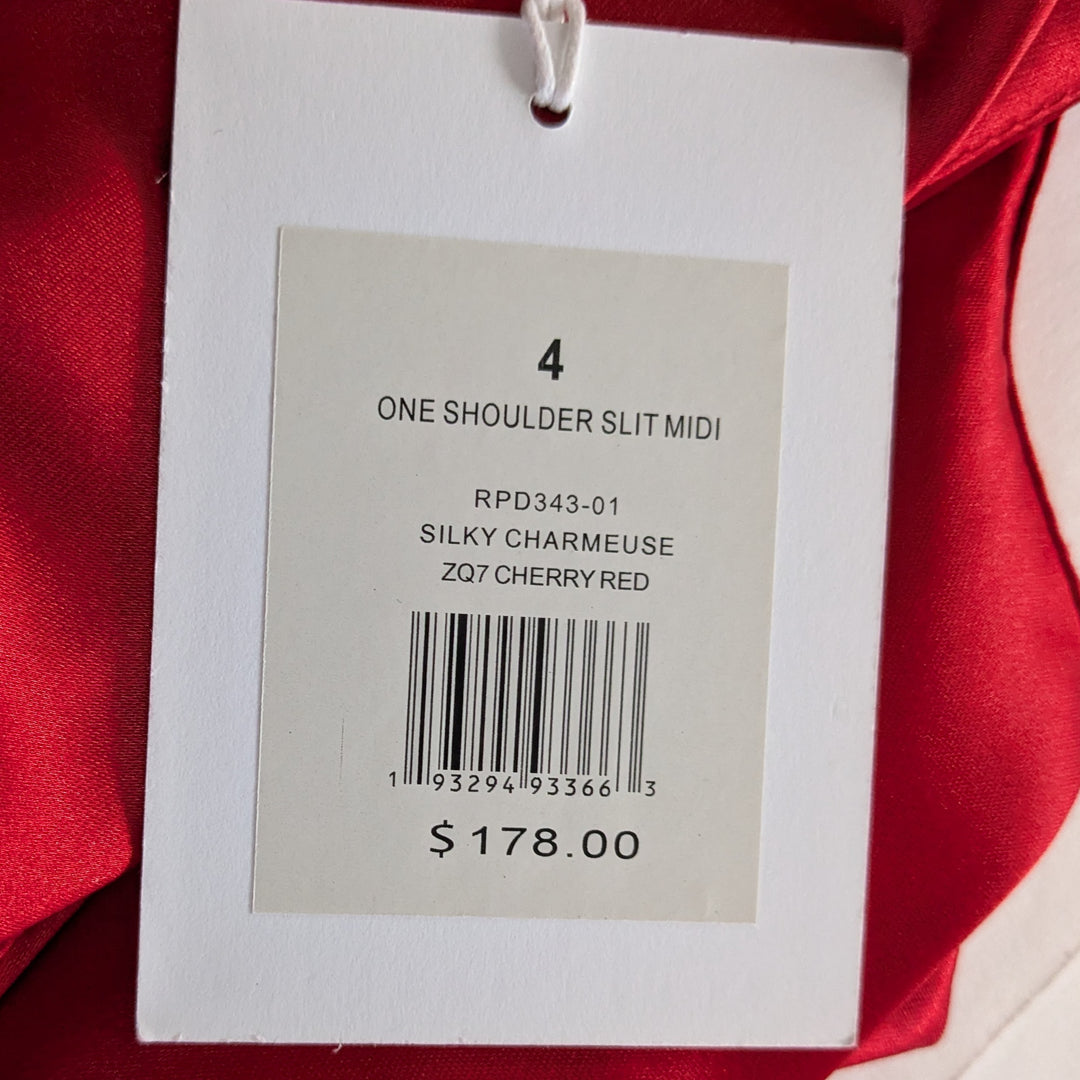 4
ONE SHOULDER SLIT MIDI
RPD343-01
SILKY CHARMEUSE
ZQ7 CHERRY RED
1 93294 93366 3
$178.00